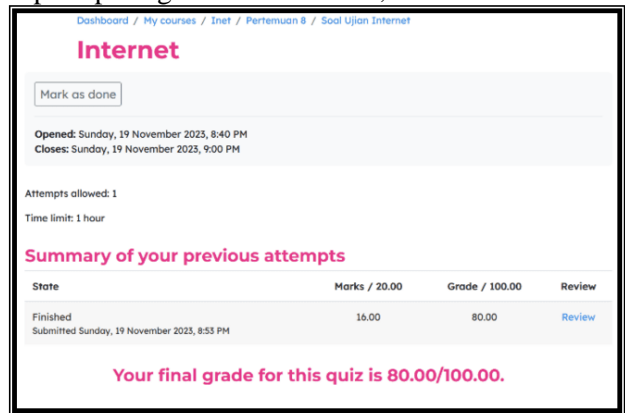 Dashboard / My courses / Inet / Pertemuan 8 / Soal Ujian Internet
Internet
Mark as done
Opened: Sunday, 19 November 2023, 8:40 PM
Closes: Sunday, 19 November 2023, 9:00 PM
Attempts allowed: 1
Time limit: 1 hour
Summary of your previous attempts
State Marks / 20.00 Grade / 100.00 Review
Finished 16.00 80.00 Review
Submitted Sunday, 19 November 2023, 8:53 PM
Your final grade for this quiz is 80.00/100.00.